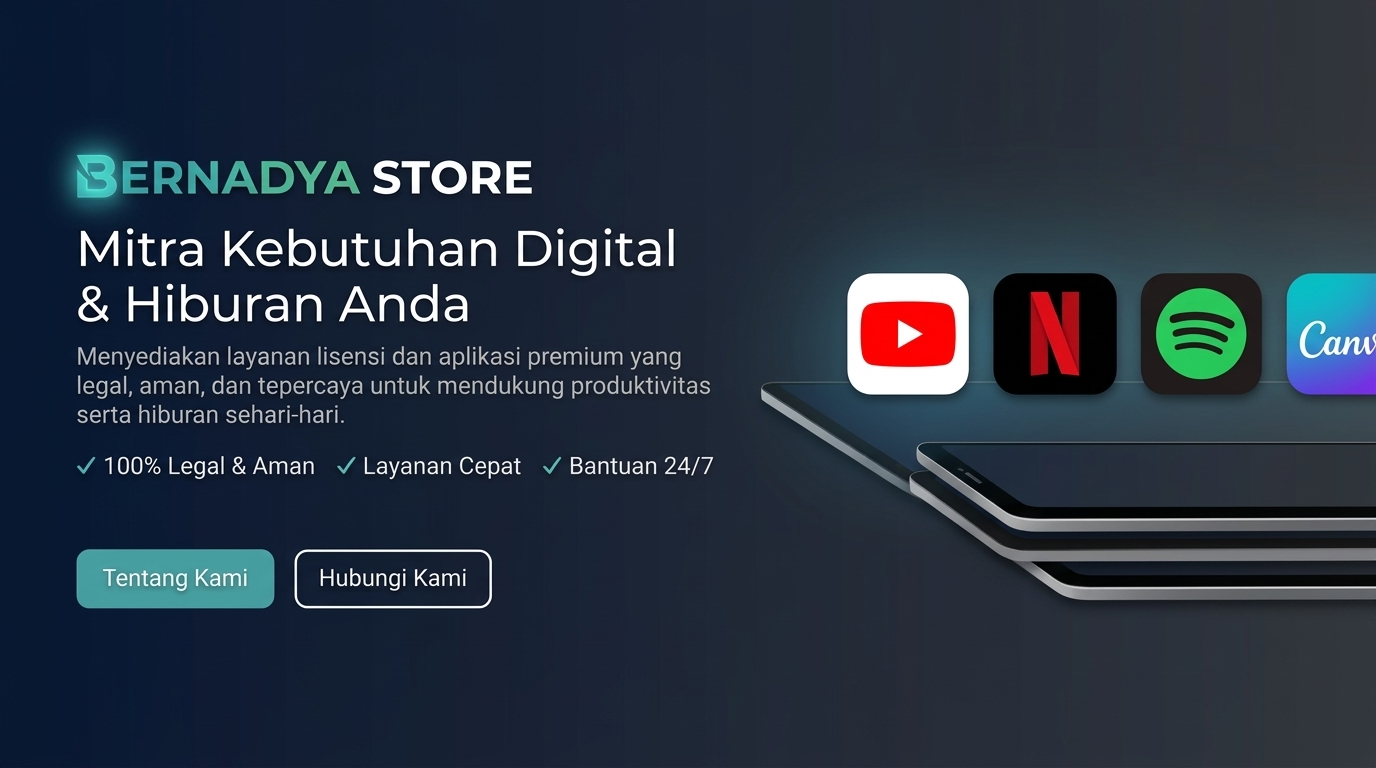 BERNADYA STORE
Mitra Kebutuhan Digital
& Hiburan Anda
Menyediakan layanan lisensi dan aplikasi premium yang
legal, aman, dan tepercaya untuk mendukung produktivitas
serta hiburan sehari-hari.
✓ 100% Legal & Aman ✓ Layanan Cepat ✓ Bantuan 24/7
Tentang Kami
Hubungi Kami
N
Canv